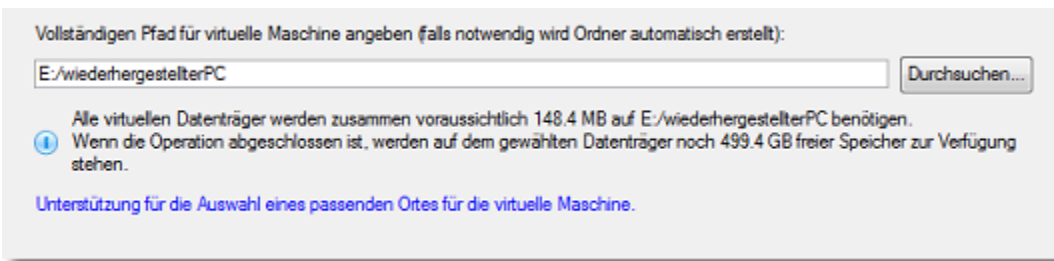 Vollständigen Pfad für virtuelle Maschine angeben (falls notwendig wird Ordner automatisch erstellt):
E:/wiederhergestellterPC
Durchsuchen...
Alle virtuellen Datenträger werden zusammen voraussichtlich 148.4 MB auf E:/wiederhergestellterPC benötigen.
Wenn die Operation abgeschlossen ist, werden auf dem gewählten Datenträger noch 499.4 GB freier Speicher zur Verfügung
stehen.
Unterstützung für die Auswahl eines passenden Ortes für die virtuelle Maschine.